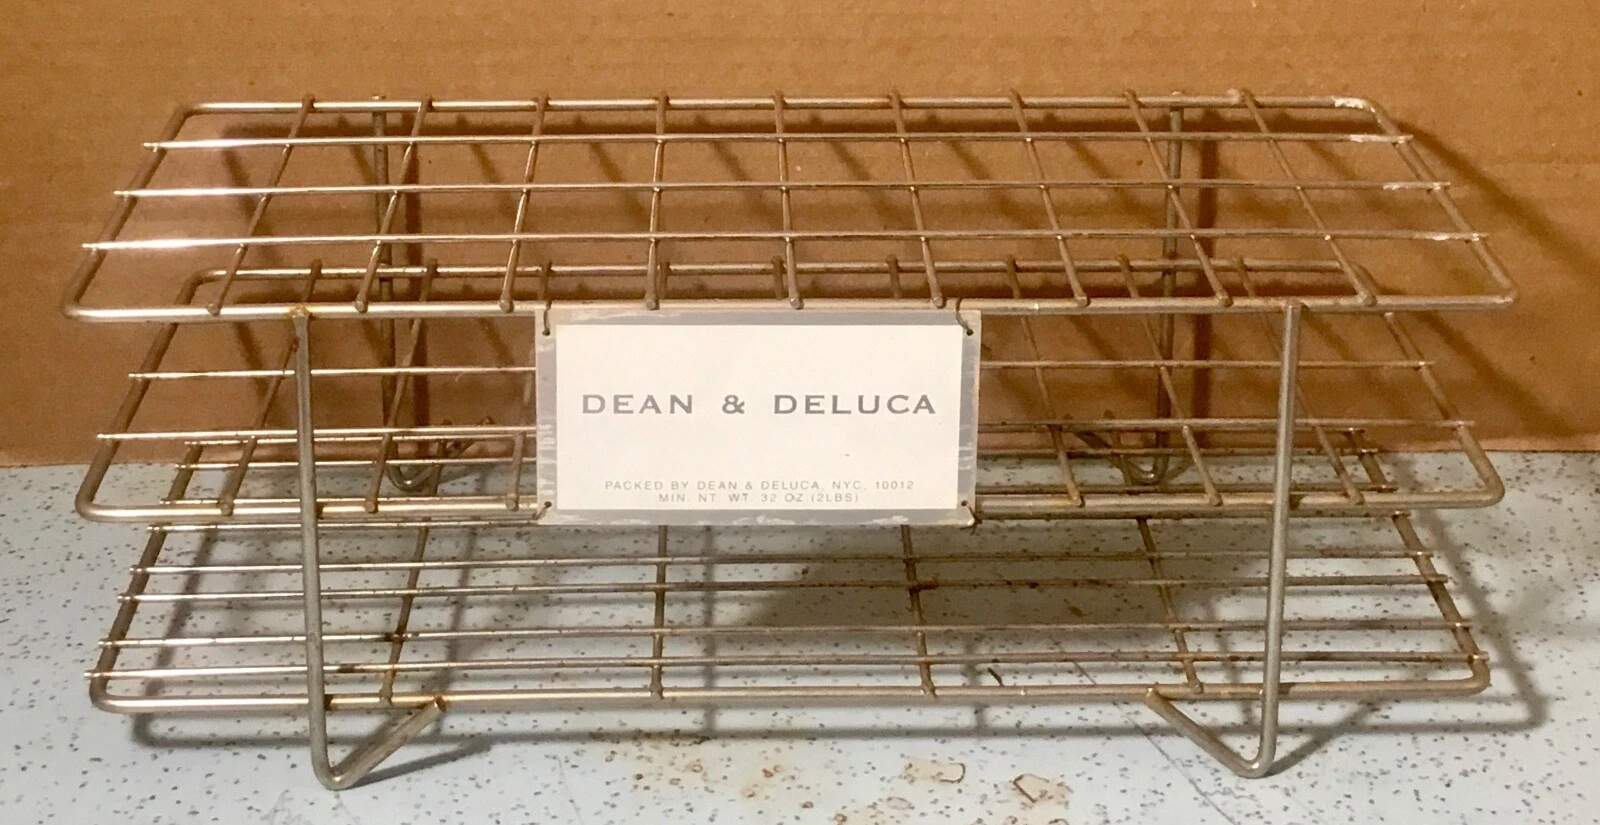 DEAN & DELUCA
PACKED BY DEAN & DELUCA, NYC, 10012
MIN. NT WT. 32 OZ (2LBS)